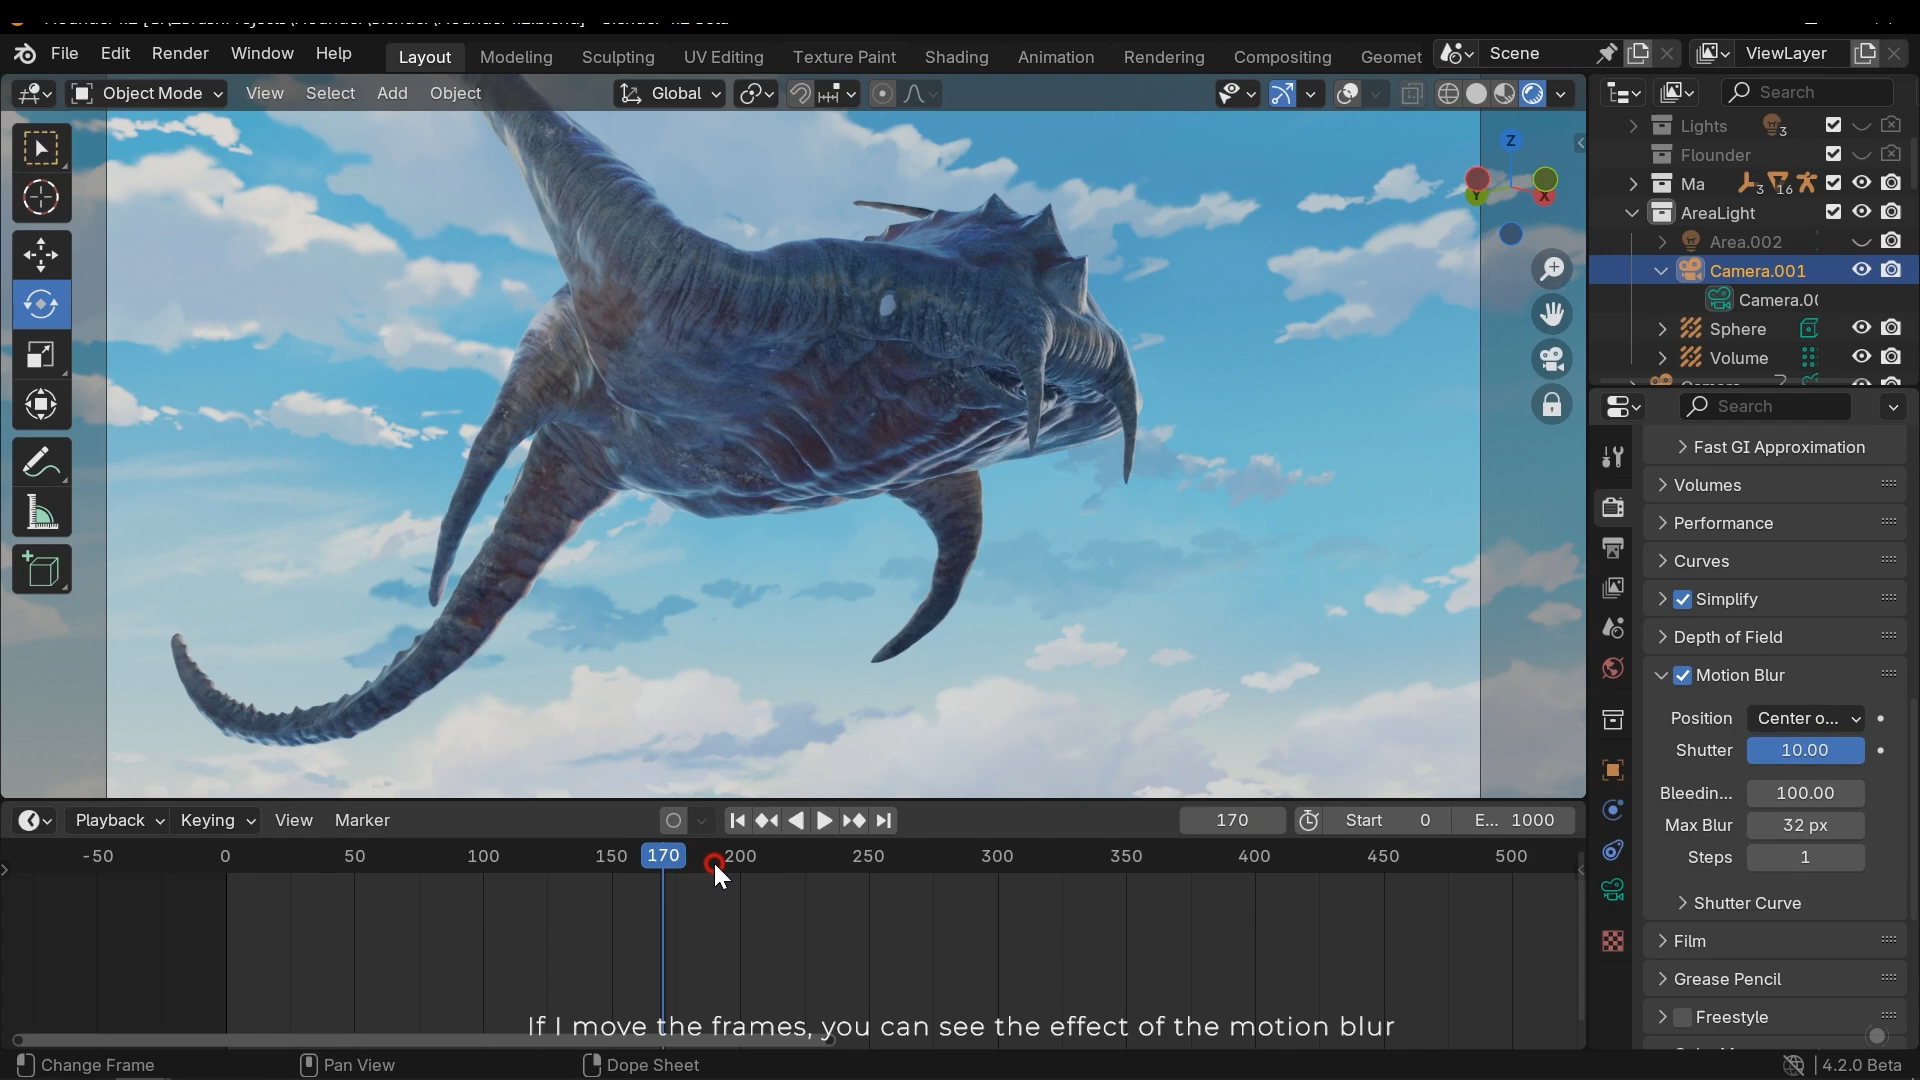 File Edit Render Window Help Layout Modeling Sculpting UV Editing Texture Paint Shading Animation Rendering Compositing Geomet Scene ViewLayer
Object Mode View Select Add Object Global Search
Z
Y X
Lights 3
Flounder
Ma 3 16
AreaLight
Area.002
Camera.001
Camera.00
Sphere
Volume
Search
Fast GI Approximation
Volumes
Performance
Curves
Simplify
Depth of Field
Motion Blur
Position Center o...
Shutter 10.00
Bleedin... 100.00
Max Blur 32 px
Steps 1
Shutter Curve
Film
Grease Pencil
Freestyle
Playback Keying View Marker 170 Start 0 E... 1000
-50 0 50 100 150 170 200 250 300 350 400 450 500
If I move the frames, you can see the effect of the motion blur
Change Frame Pan View Dope Sheet 4.2.0 Beta